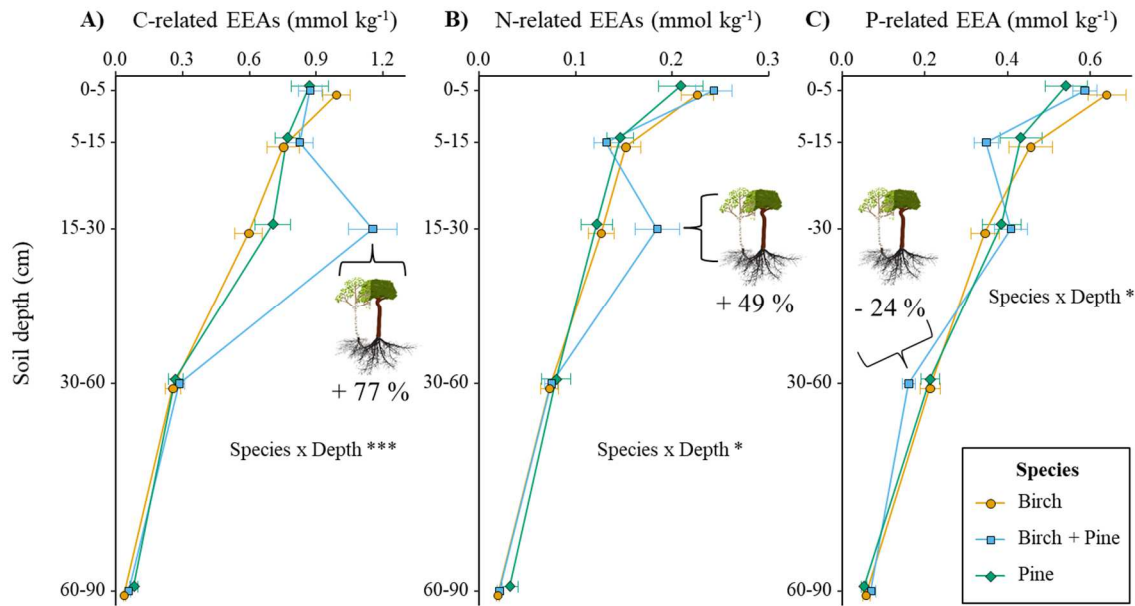 A) C-related EEAs (mmol kg-1)
0.0 0.3 0.6 0.9 1.2
0-5
5-15
15-30
30-60
60-90
Soil depth (cm)
+ 77 %
Species x Depth ***
B) N-related EEAs (mmol kg-1)
0.0 0.1 0.2 0.3
0-5
5-15
15-30
30-60
60-90
+ 49 %
Species x Depth *
C) P-related EEA (mmol kg-1)
0.0 0.2 0.4 0.6
0-5
5-15
-30
30-60
60-90
- 24 %
Species x Depth *
Species
Birch
Birch + Pine
Pine